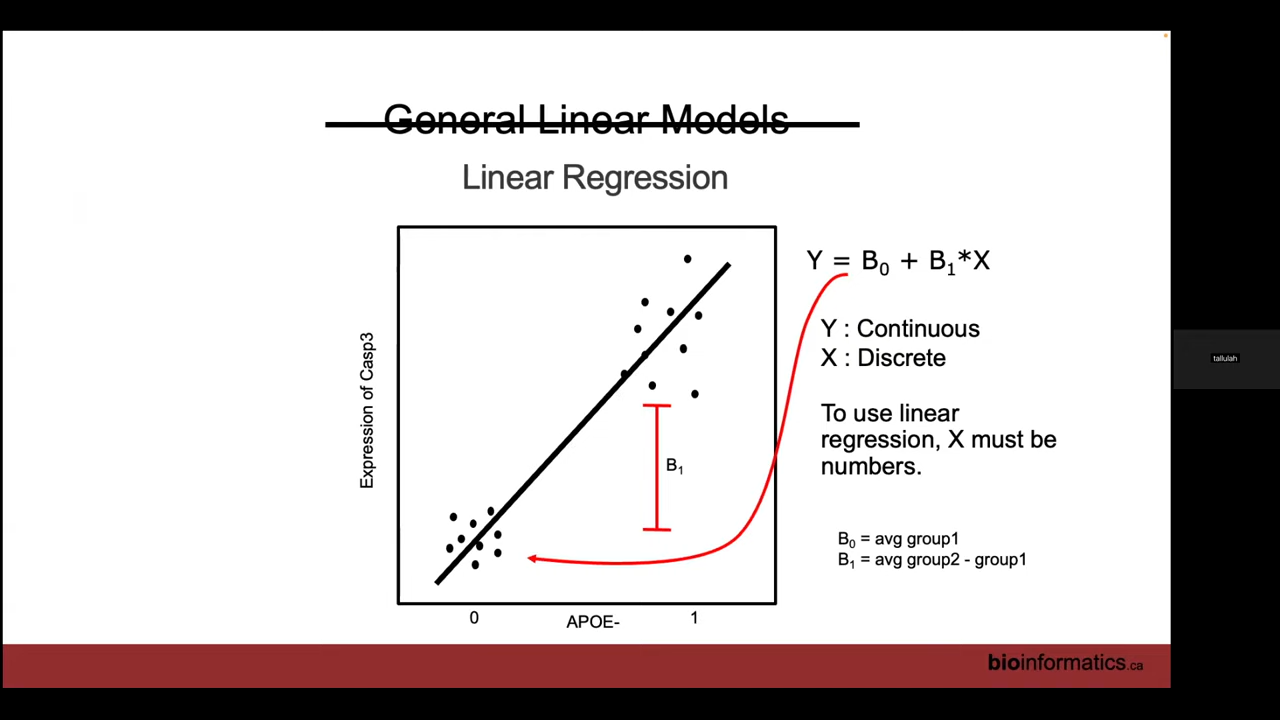 General Linear Models
Linear Regression
Y = B₀ + B₁*X
Y : Continuous
X : Discrete
To use linear
regression, X must be
numbers.
B₀ = avg group1
B₁ = avg group2 - group1
Expression of Casp3
B₁
0
APOE-
1
tallulah
bioinformatics.ca